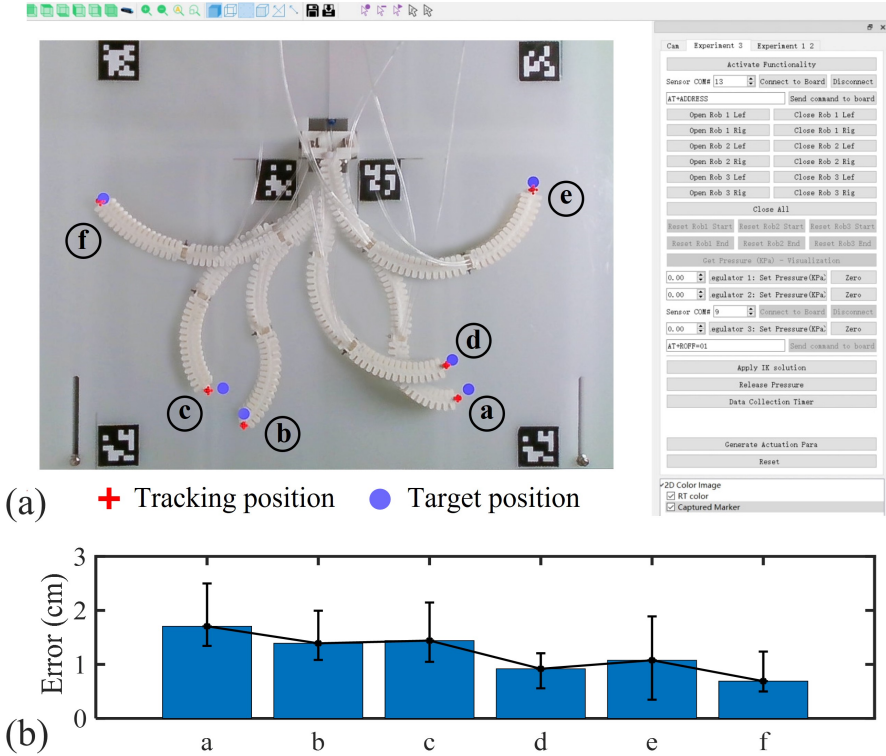 Cam Experiment 3 Experiment 1 2
Activate Functionality
Sensor COM# 13 Connect to Board Disconnect
AT+ADDRESS Send command to board
Open Rob 1 Lef Close Rob 1 Lef
Open Rob 1 Rig Close Rob 1 Rig
Open Rob 2 Lef Close Rob 2 Lef
Open Rob 2 Rig Close Rob 2 Rig
Open Rob 3 Lef Close Rob 3 Lef
Open Rob 3 Rig Close Rob 3 Rig
Close All
Reset Rob1 Start Reset Rob2 Start Reset Rob3 Start
Reset Rob1 End Reset Rob2 End Reset Rob3 End
Get Pressure (KPa) - Visualization
0.00 egulator 1: Set Pressure(KPa) Zero
0.00 egulator 2: Set Pressure(KPa) Zero
Sensor COM# 9 Connect to Board Disconnect
0.00 egulator 3: Set Pressure(KPa) Zero
AT+ROFF=01 Send command to board
Apply IK solution
Release Pressure
Data Collection Timer
Generate Actuation Para
Reset
2D Color Image
RT color
Captured Marker
e
f
d
c
a
b
(a) Tracking position Target position
3
2
1
0
Error (cm)
a b c d e f
(b)